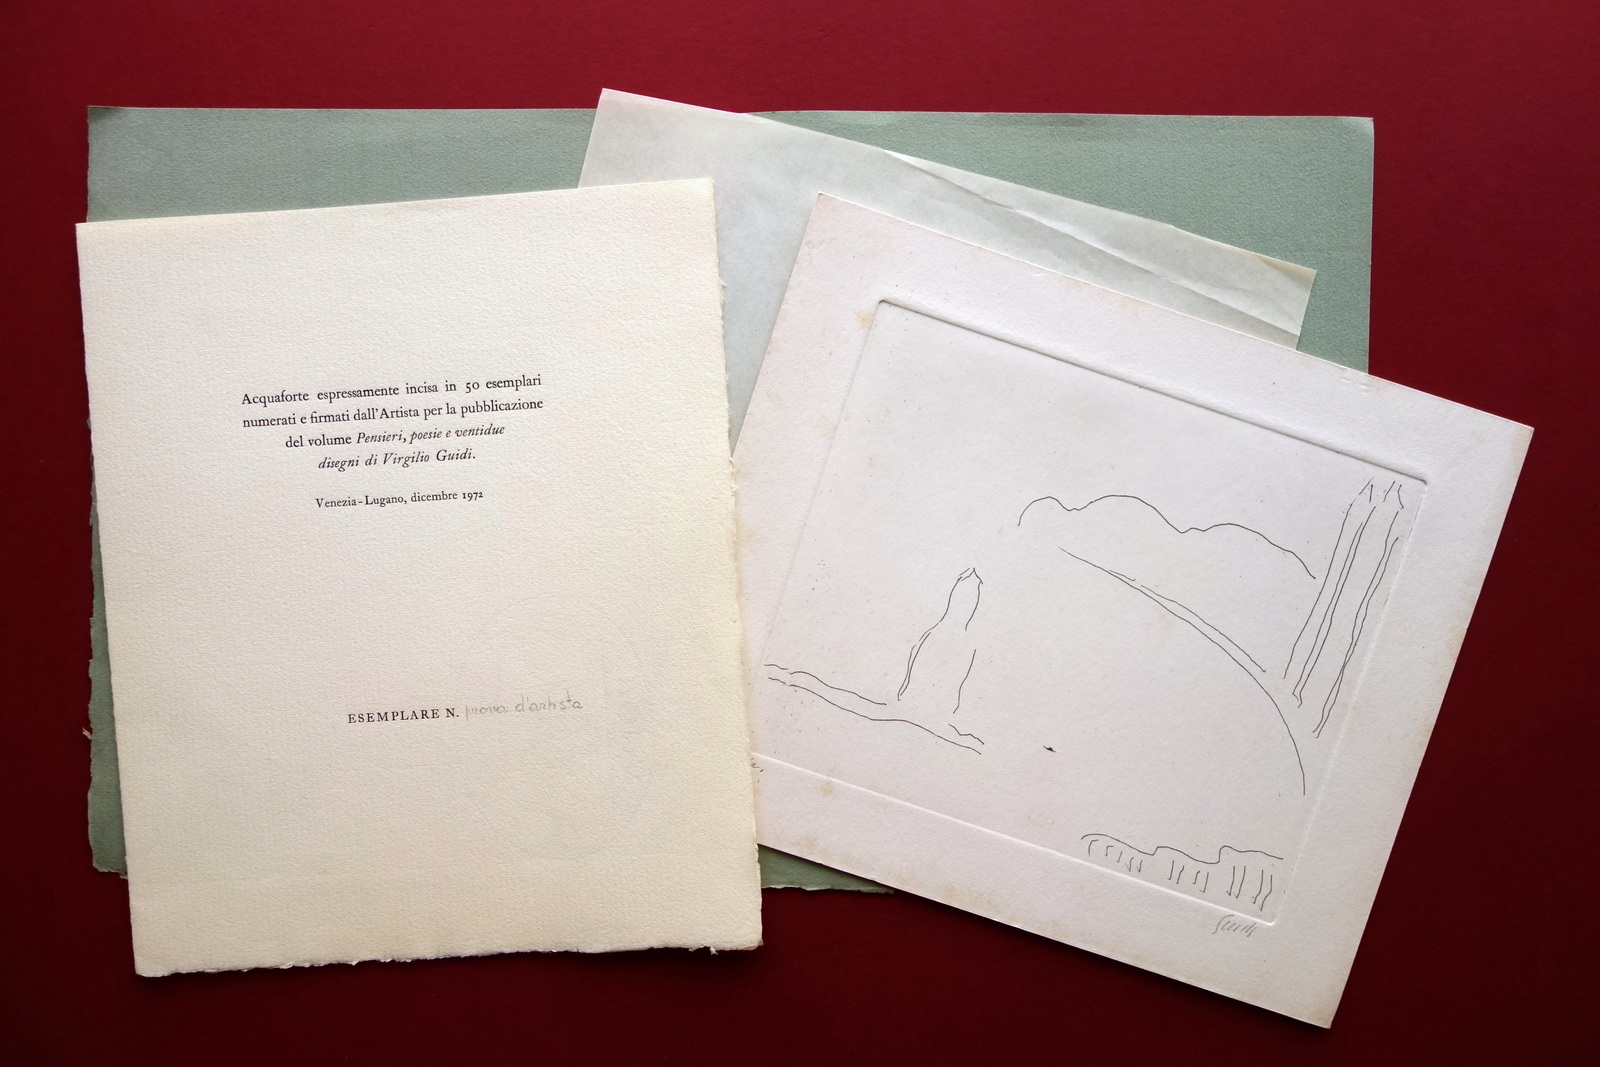 Acquaforte espressamente incisa in 50 esemplari
numerati e firmati dall'Artista per la pubblicazione
del volume Pensieri, poesie e ventidue
disegni di Virgilio Guidi.
Venezia-Lugano, dicembre 1972
ESEMPLARE N. prova d'artista
Guidi